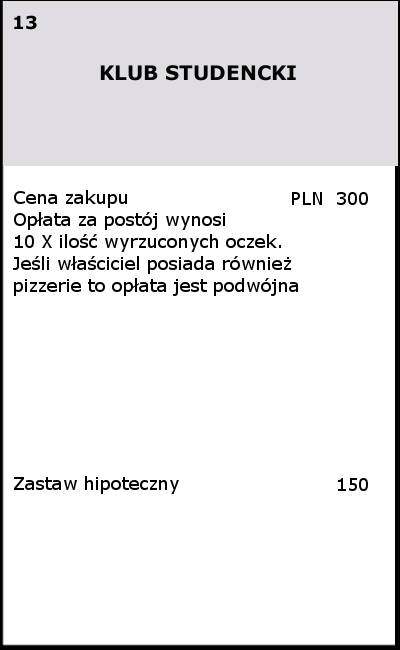 13
KLUB STUDENCKI
Cena zakupu PLN 300
Opłata za postój wynosi
10 X ilość wyrzuconych oczek.
Jeśli właściciel posiada również
pizzerie to opłata jest podwójna
Zastaw hipoteczny 150